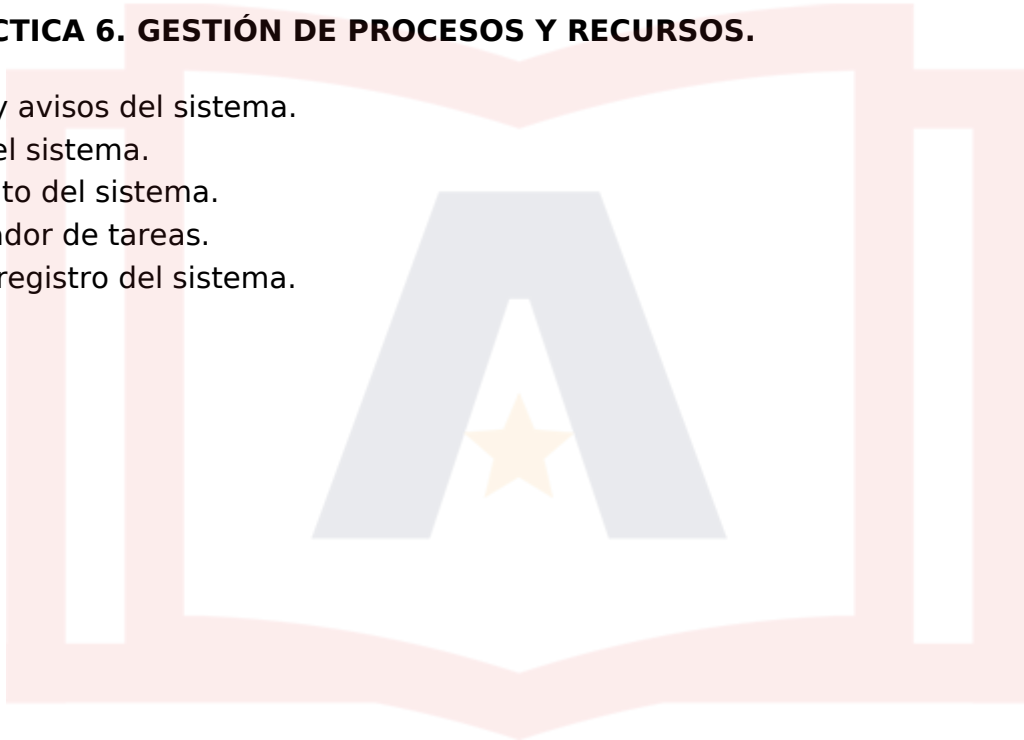 CTICA 6. GESTIÓN DE PROCESOS Y RECURSOS.
y avisos del sistema.
el sistema.
to del sistema.
ador de tareas.
registro del sistema.